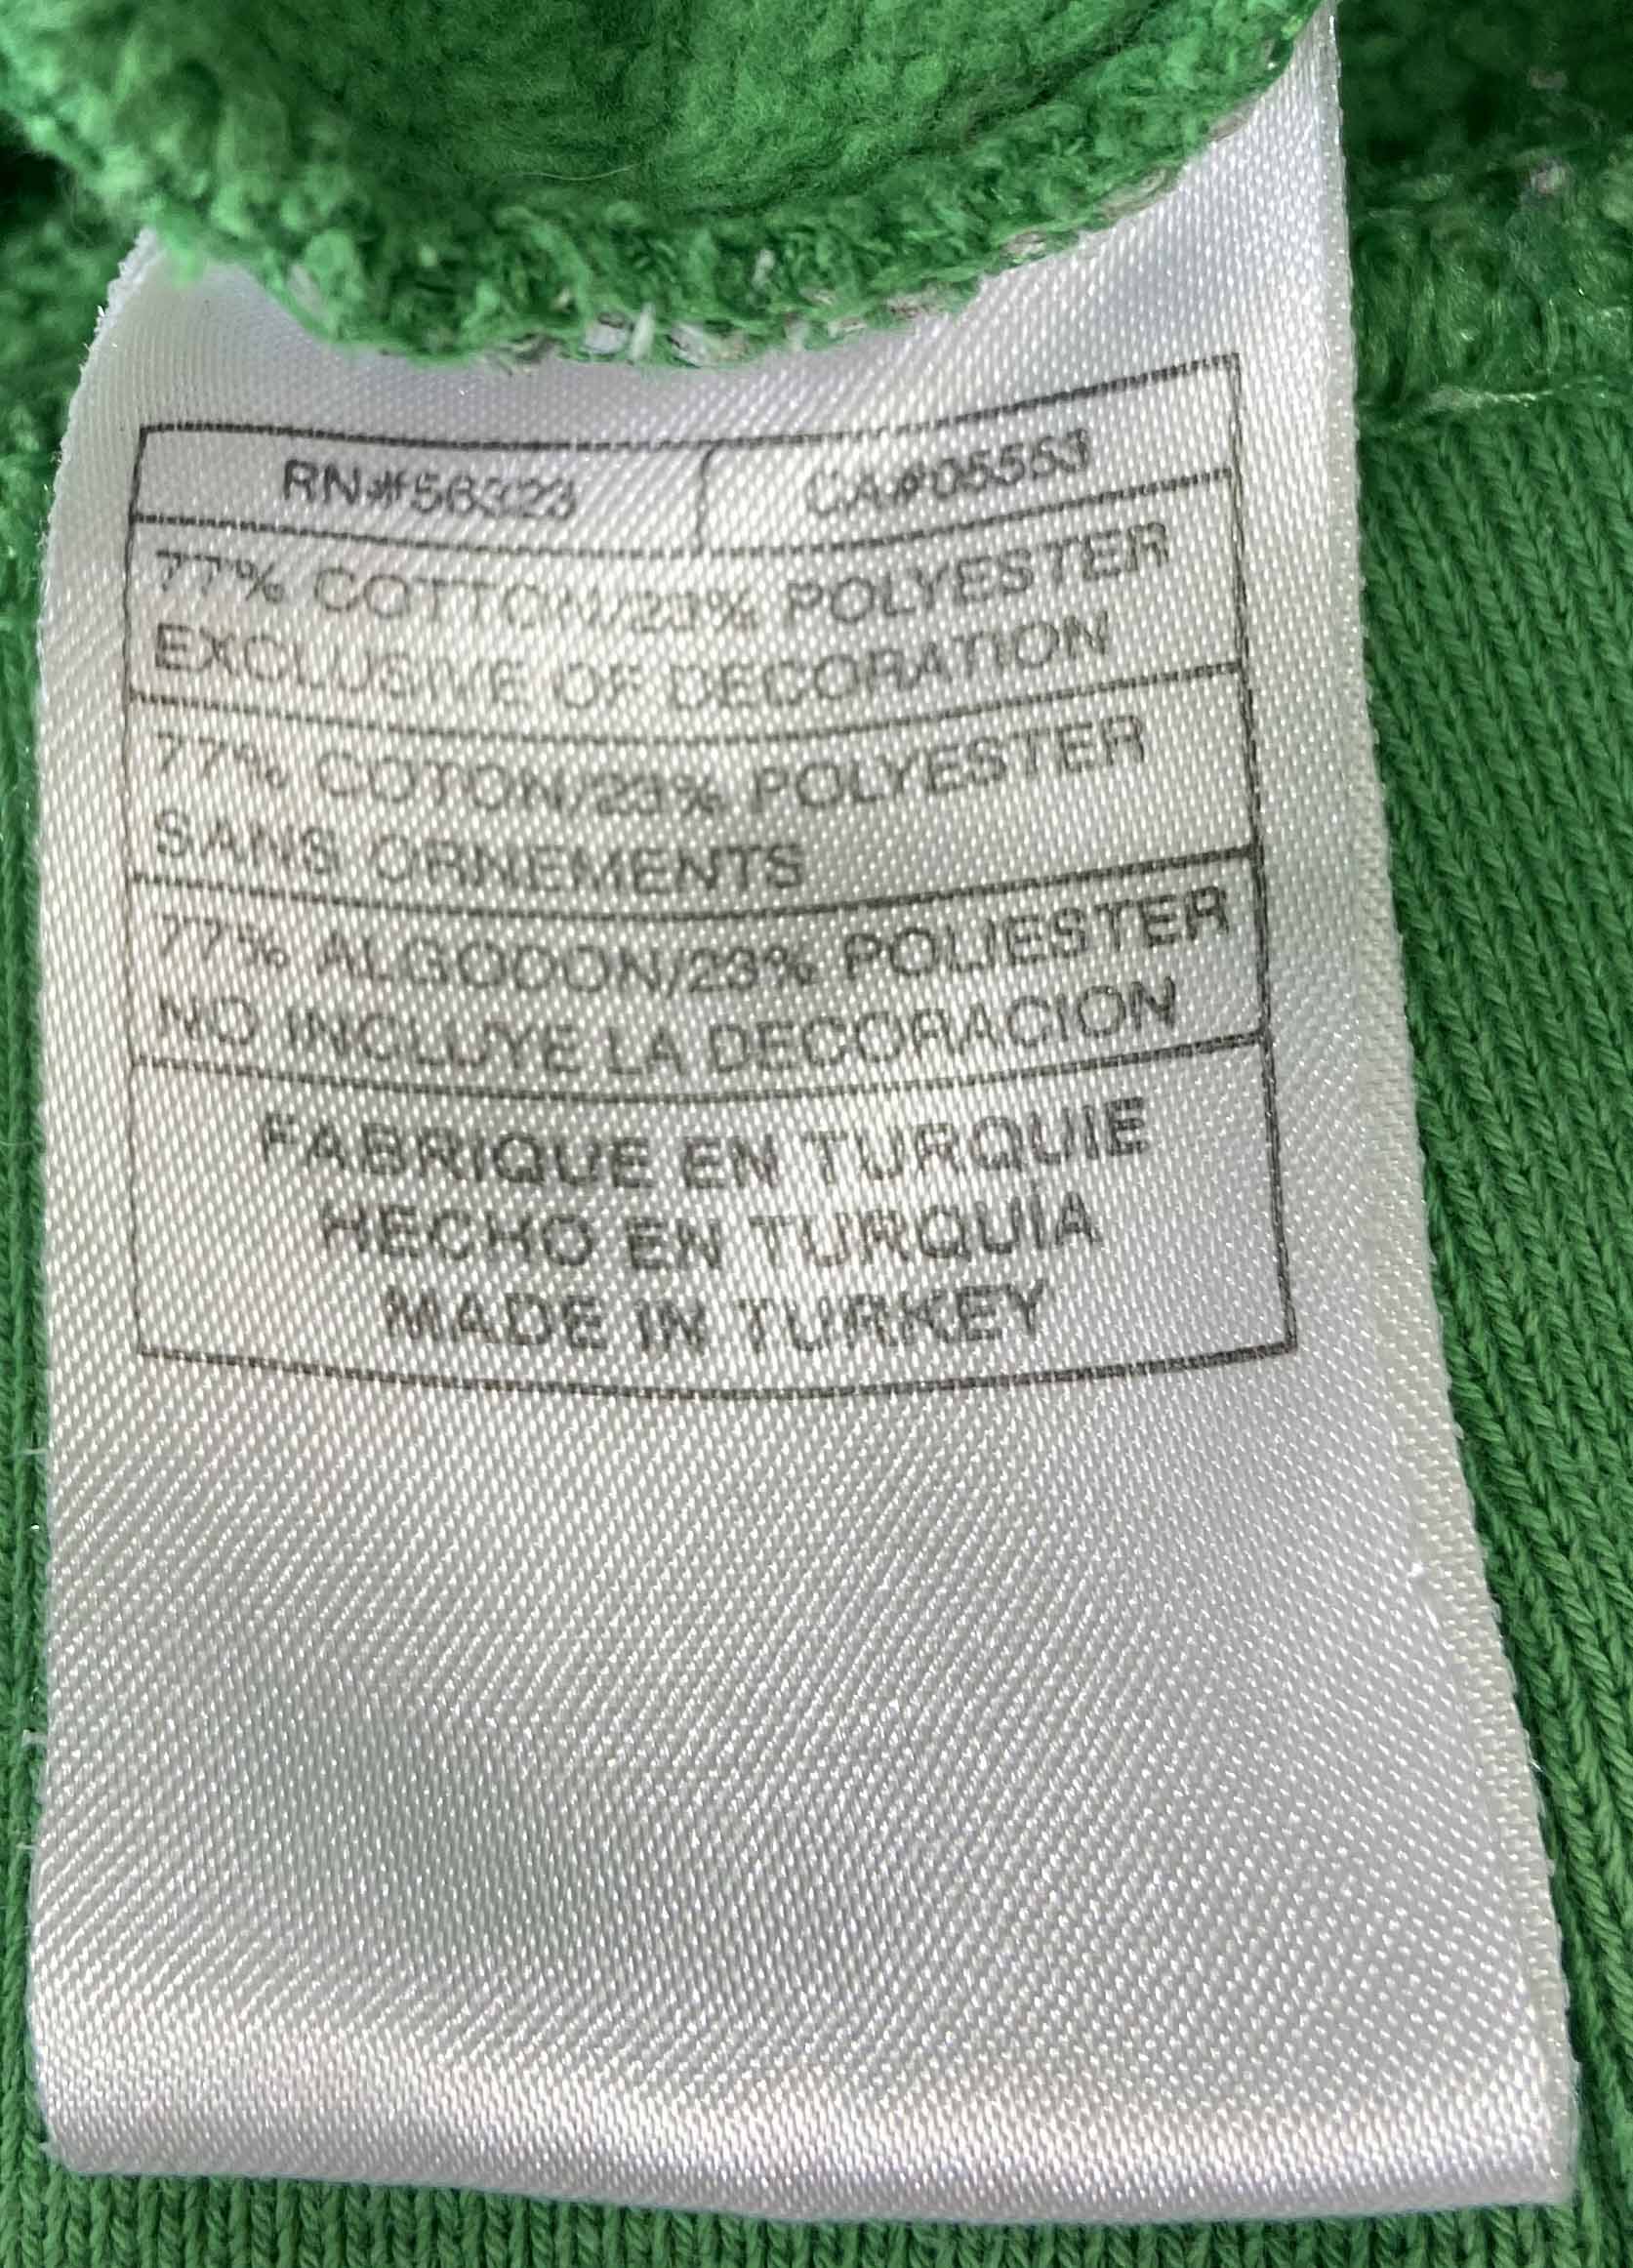 RN#56323 CA#05553
77% COTTON/23% POLYESTER
EXCLUSIVE OF DECORATION
77% COTON/23% POLYESTER
SANS ORNEMENTS
77% ALGODON/23% POLIESTER
NO INCLUYE LA DECORACION
FABRIQUE EN TURQUIE
HECHO EN TURQUÍA
MADE IN TURKEY